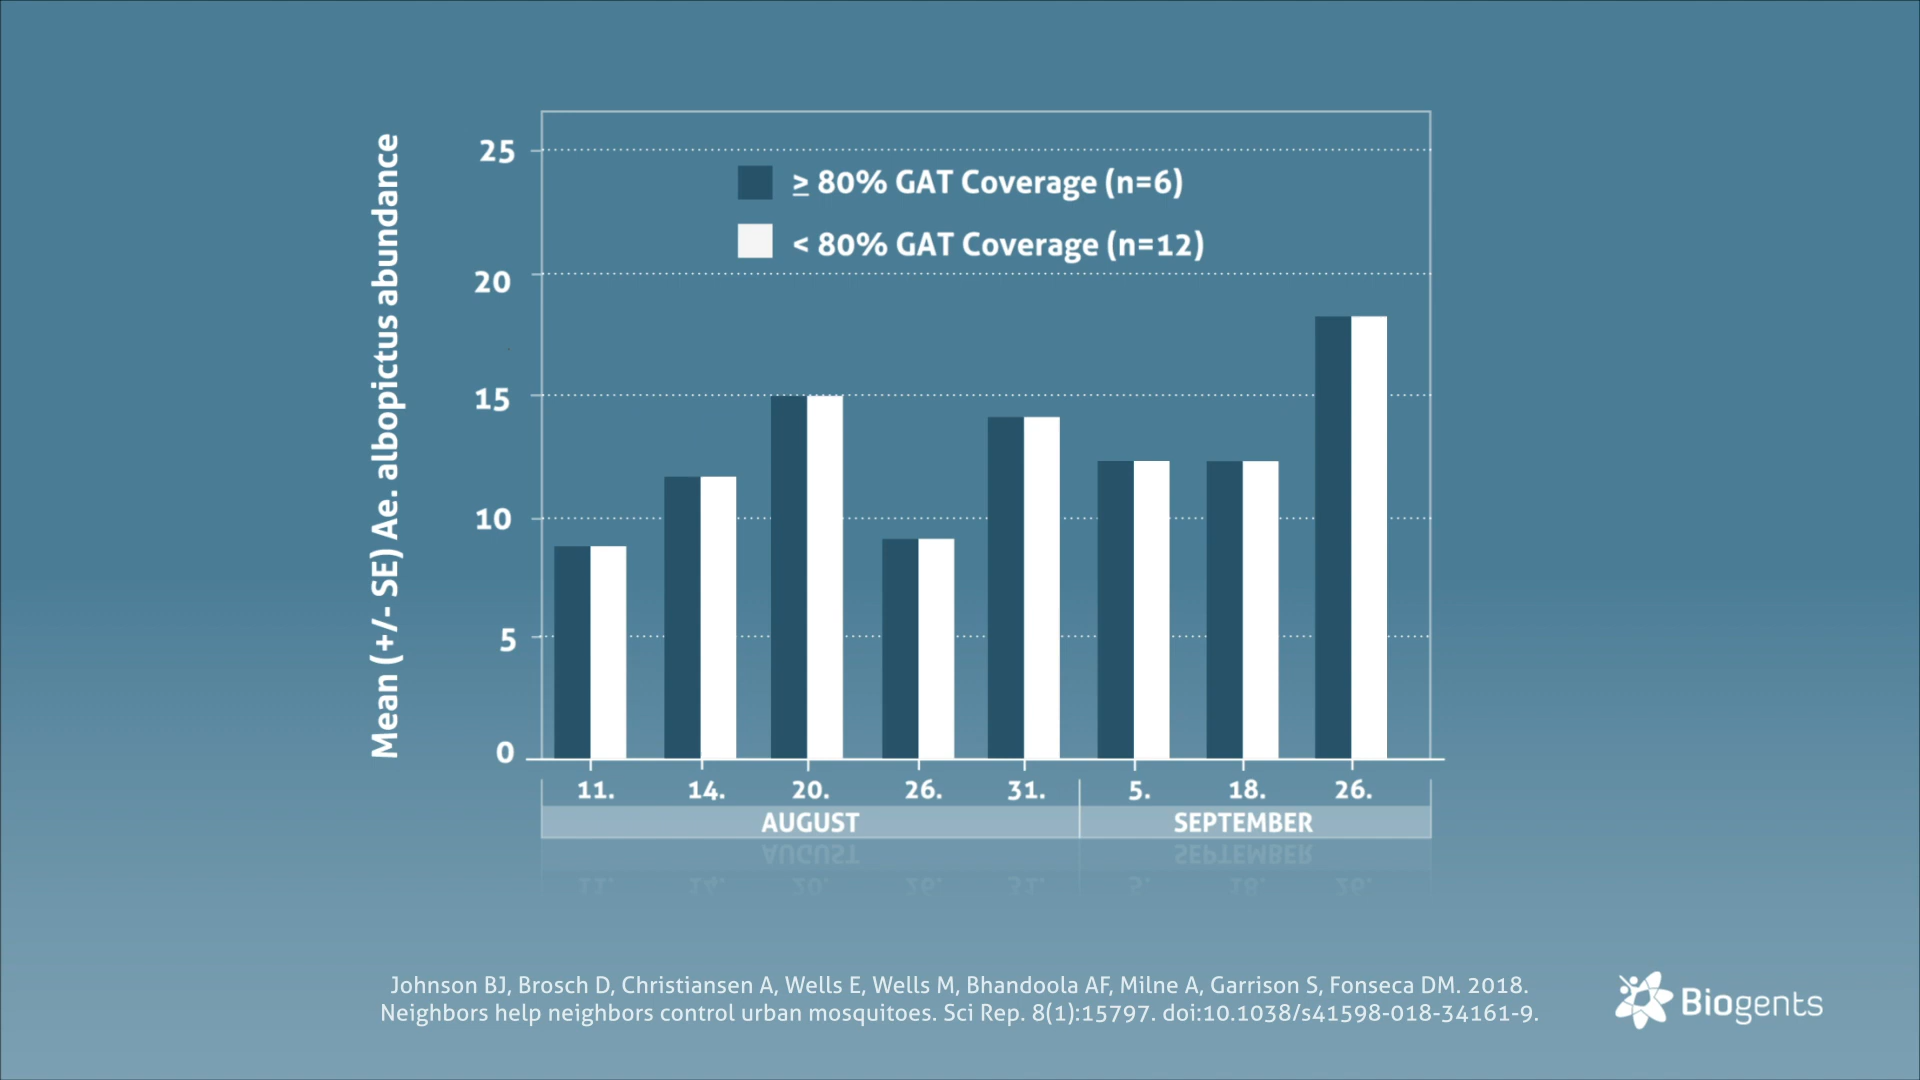 Mean (+/- SE) Ae. albopictus abundance
25
20
15
10
5
0
≥ 80% GAT Coverage (n=6)
< 80% GAT Coverage (n=12)
11. 14. 20. 26. 31. 5. 18. 26.
AUGUST SEPTEMBER
Johnson BJ, Brosch D, Christiansen A, Wells E, Wells M, Bhandoola AF, Milne A, Garrison S, Fonseca DM. 2018.
Neighbors help neighbors control urban mosquitoes. Sci Rep. 8(1):15797. doi:10.1038/s41598-018-34161-9.
Biogents